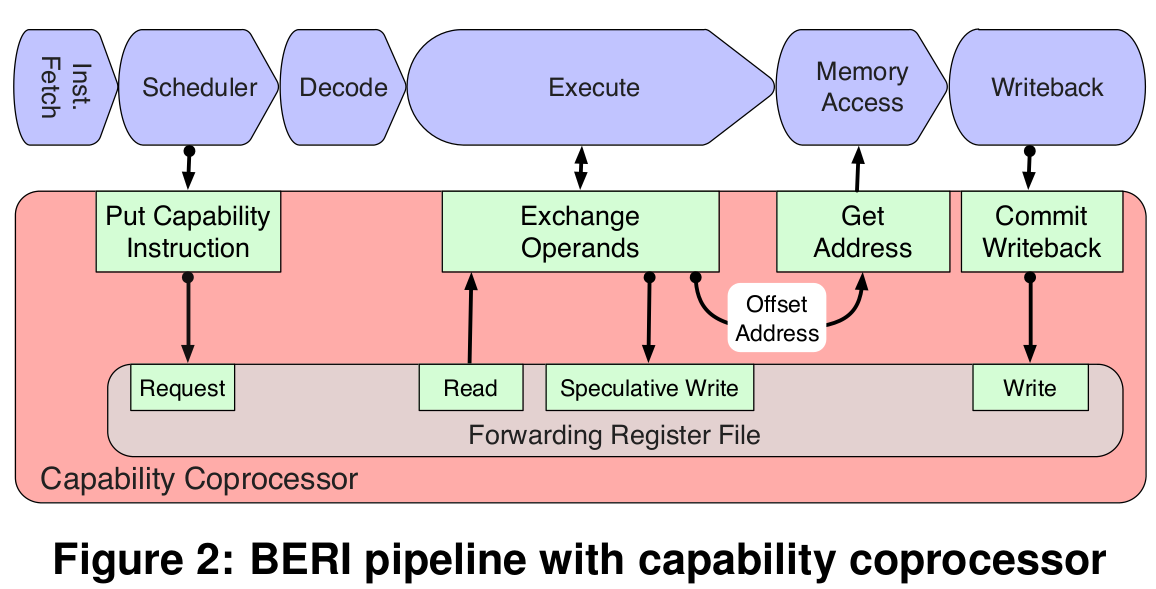 Inst.
Fetch
Scheduler
Decode
Execute
Memory
Access
Writeback
Put Capability
Instruction
Exchange
Operands
Get
Address
Commit
Writeback
Offset
Address
Request
Read
Speculative Write
Write
Forwarding Register File
Capability Coprocessor
Figure 2: BERI pipeline with capability coprocessor